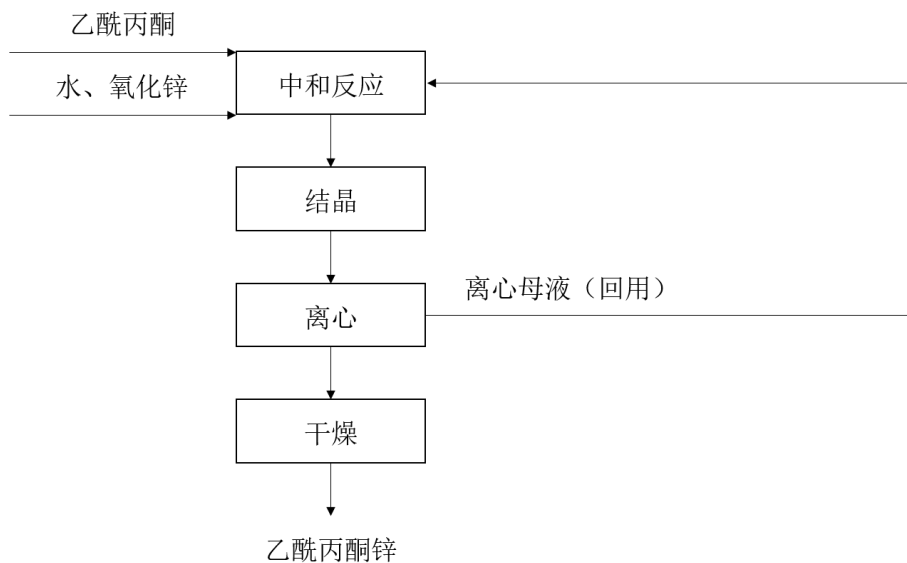 乙酰丙酮
水、氧化锌
中和反应
结晶
离心
离心母液（回用）
干燥
乙酰丙酮锌